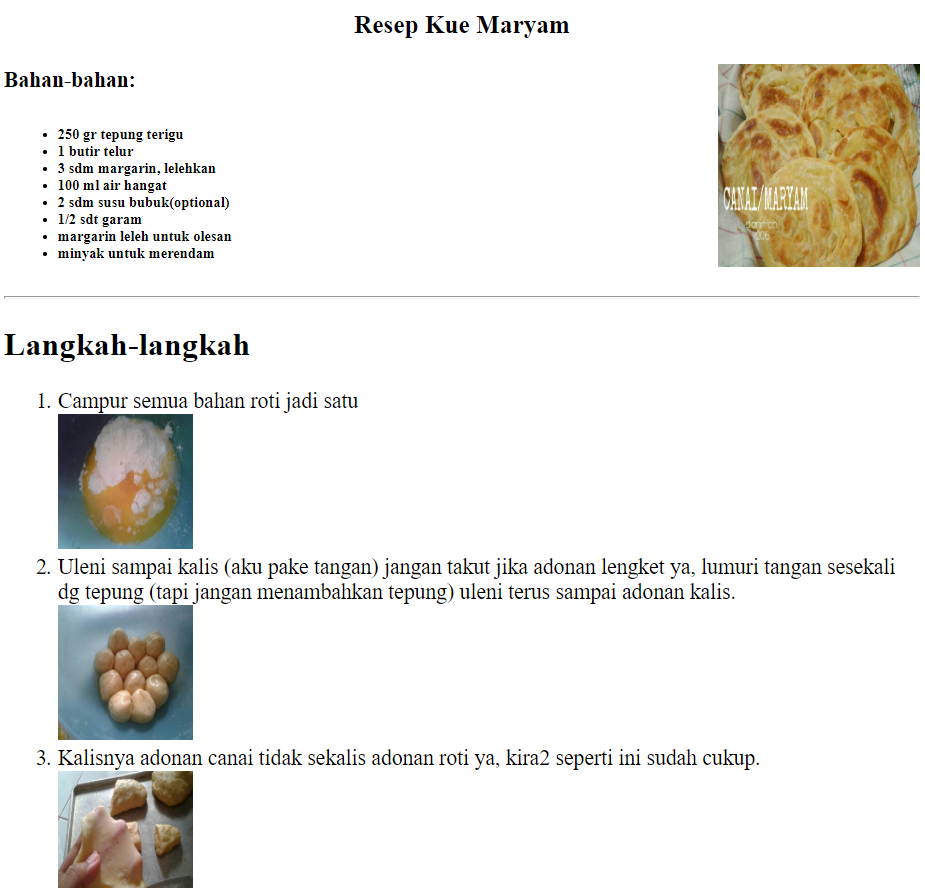 Resep Kue Maryam
Bahan-bahan:
250 gr tepung terigu
1 butir telur
3 sdm margarin, lelehkan
100 ml air hangat
2 sdm susu bubuk(optional)
1/2 sdt garam
margarin leleh untuk olesan
minyak untuk merendam
CANAI/MARYAM
Langkah-langkah
1. Campur semua bahan roti jadi satu
2. Uleni sampai kalis (aku pake tangan) jangan takut jika adonan lengket ya, lumuri tangan sesekali
dg tepung (tapi jangan menambahkan tepung) uleni terus sampai adonan kalis.
3. Kalisnya adonan canai tidak sekalis adonan roti ya, kira2 seperti ini sudah cukup.